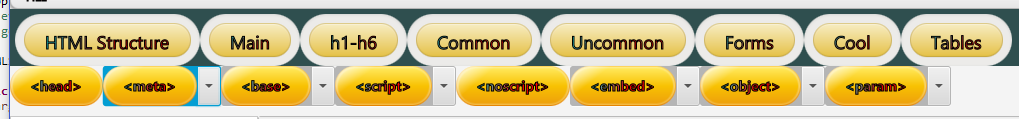 HTML Structure Main h1-h6 Common Uncommon Forms Cool Tables
<head> <meta> <base> <script> <noscript> <embed> <object> <param>